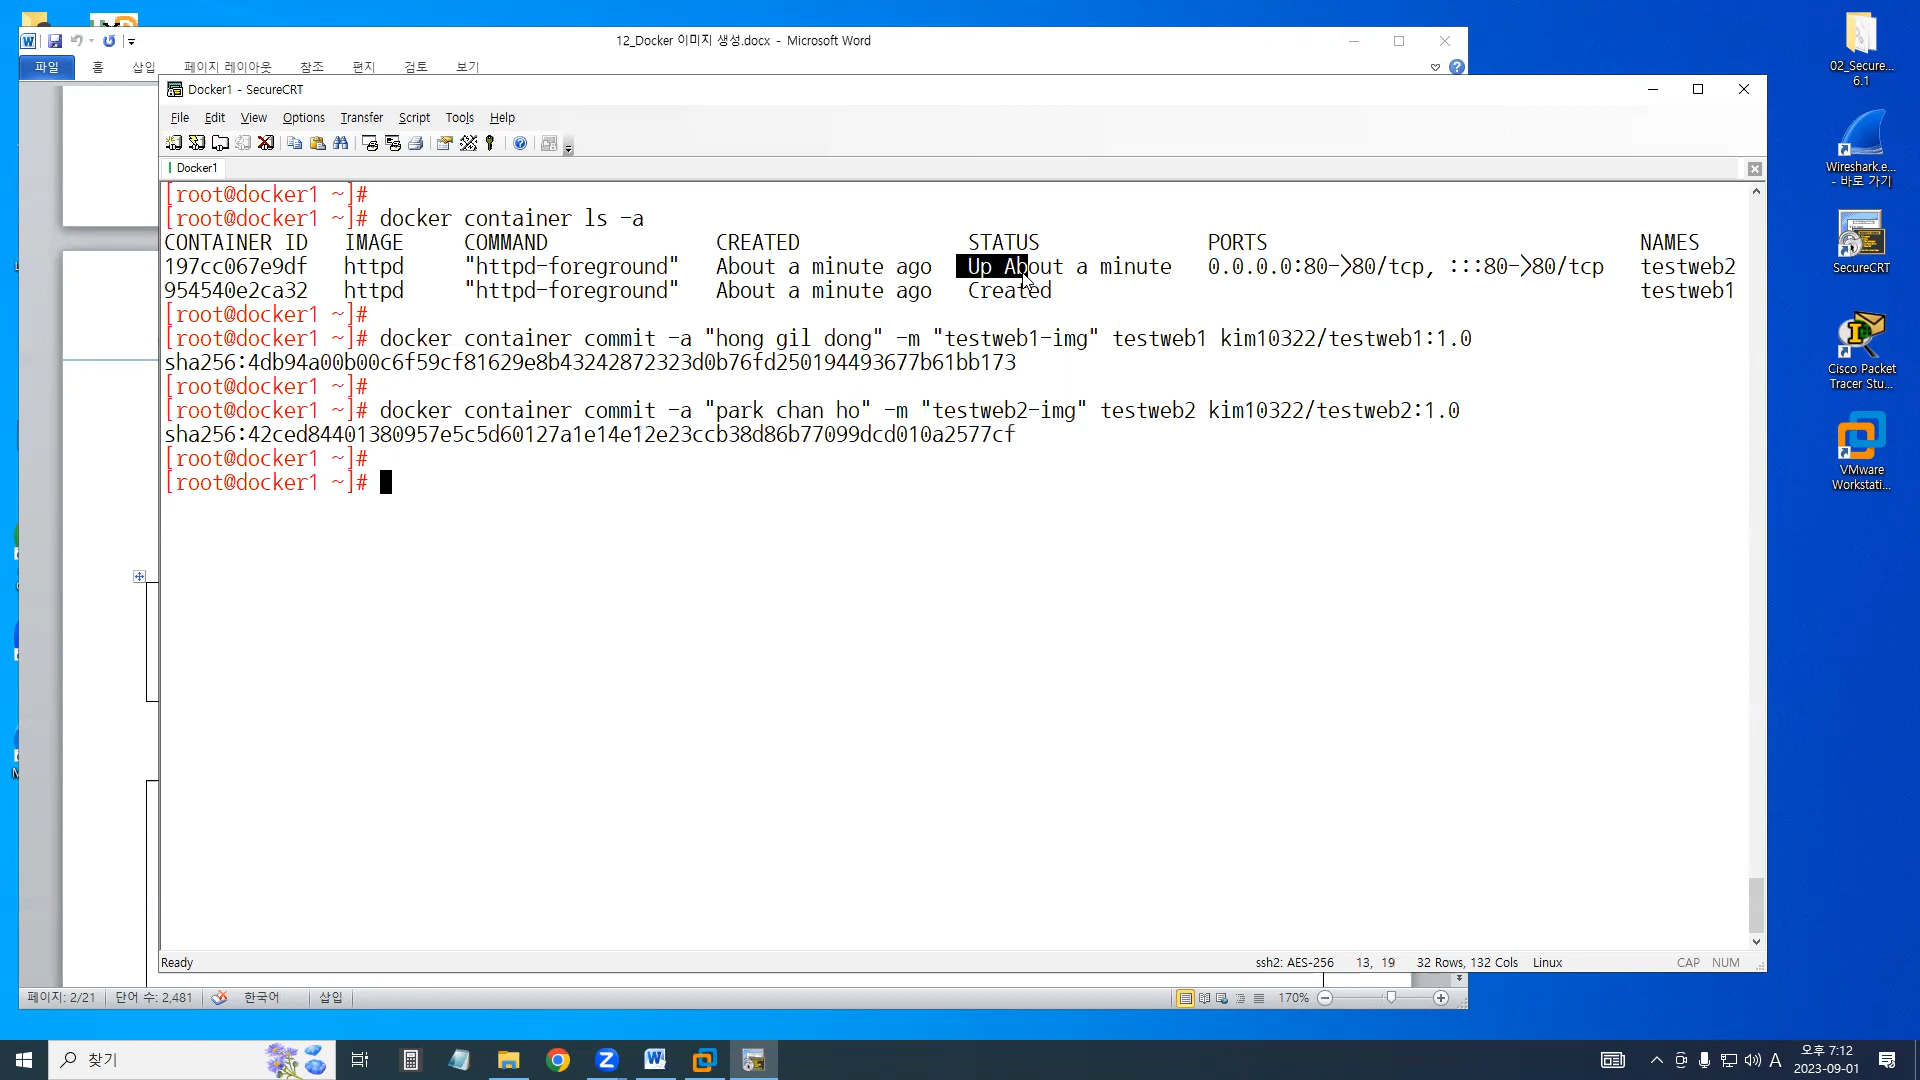 12_Docker 이미지 생성.docx - Microsoft Word
파일 홈 삽입 페이지 레이아웃 참조 편지 검토 보기
Docker1 - SecureCRT
File Edit View Options Transfer Script Tools Help
Docker1
[root@docker1 ~]#
[root@docker1 ~]# docker container ls -a
CONTAINER ID IMAGE COMMAND CREATED STATUS PORTS NAMES
197cc067e9df httpd "httpd-foreground" About a minute ago Up About a minute 0.0.0.0:80->80/tcp, :::80->80/tcp testweb2
954540e2ca32 httpd "httpd-foreground" About a minute ago Created testweb1
[root@docker1 ~]#
[root@docker1 ~]# docker container commit -a "hong gil dong" -m "testweb1-img" testweb1 kim10322/testweb1:1.0
sha256:4db94a00b00c6f59cf81629e8b43242872323d0b76fd250194493677b61bb173
[root@docker1 ~]#
[root@docker1 ~]# docker container commit -a "park chan ho" -m "testweb2-img" testweb2 kim10322/testweb2:1.0
sha256:42ced84401380957e5c5d60127a1e14e12e23ccb38d86b77099dcd010a2577cf
[root@docker1 ~]#
[root@docker1 ~]#
Ready ssh2: AES-256 13, 19 32 Rows, 132 Cols Linux CAP NUM
페이지: 2/21 단어 수: 2,481 한국어 삽입 170%
02_Secure...
6.1
Wireshark.e...
- 바로 가기
SecureCRT
Cisco Packet
Tracer Stu...
VMware
Workstati...
찾기
A
오후 7:12
2023-09-01